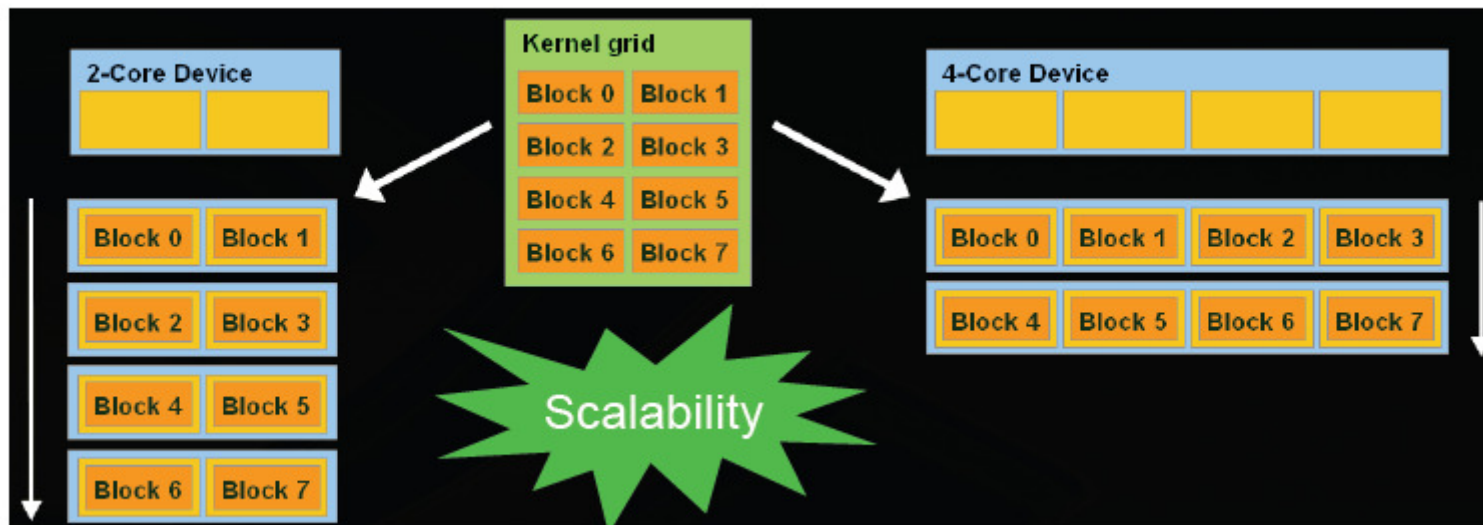 2-Core Device
Block 0 Block 1
Block 2 Block 3
Block 4 Block 5
Block 6 Block 7
Kernel grid
Block 0 Block 1
Block 2 Block 3
Block 4 Block 5
Block 6 Block 7
Scalability
4-Core Device
Block 0 Block 1 Block 2 Block 3
Block 4 Block 5 Block 6 Block 7